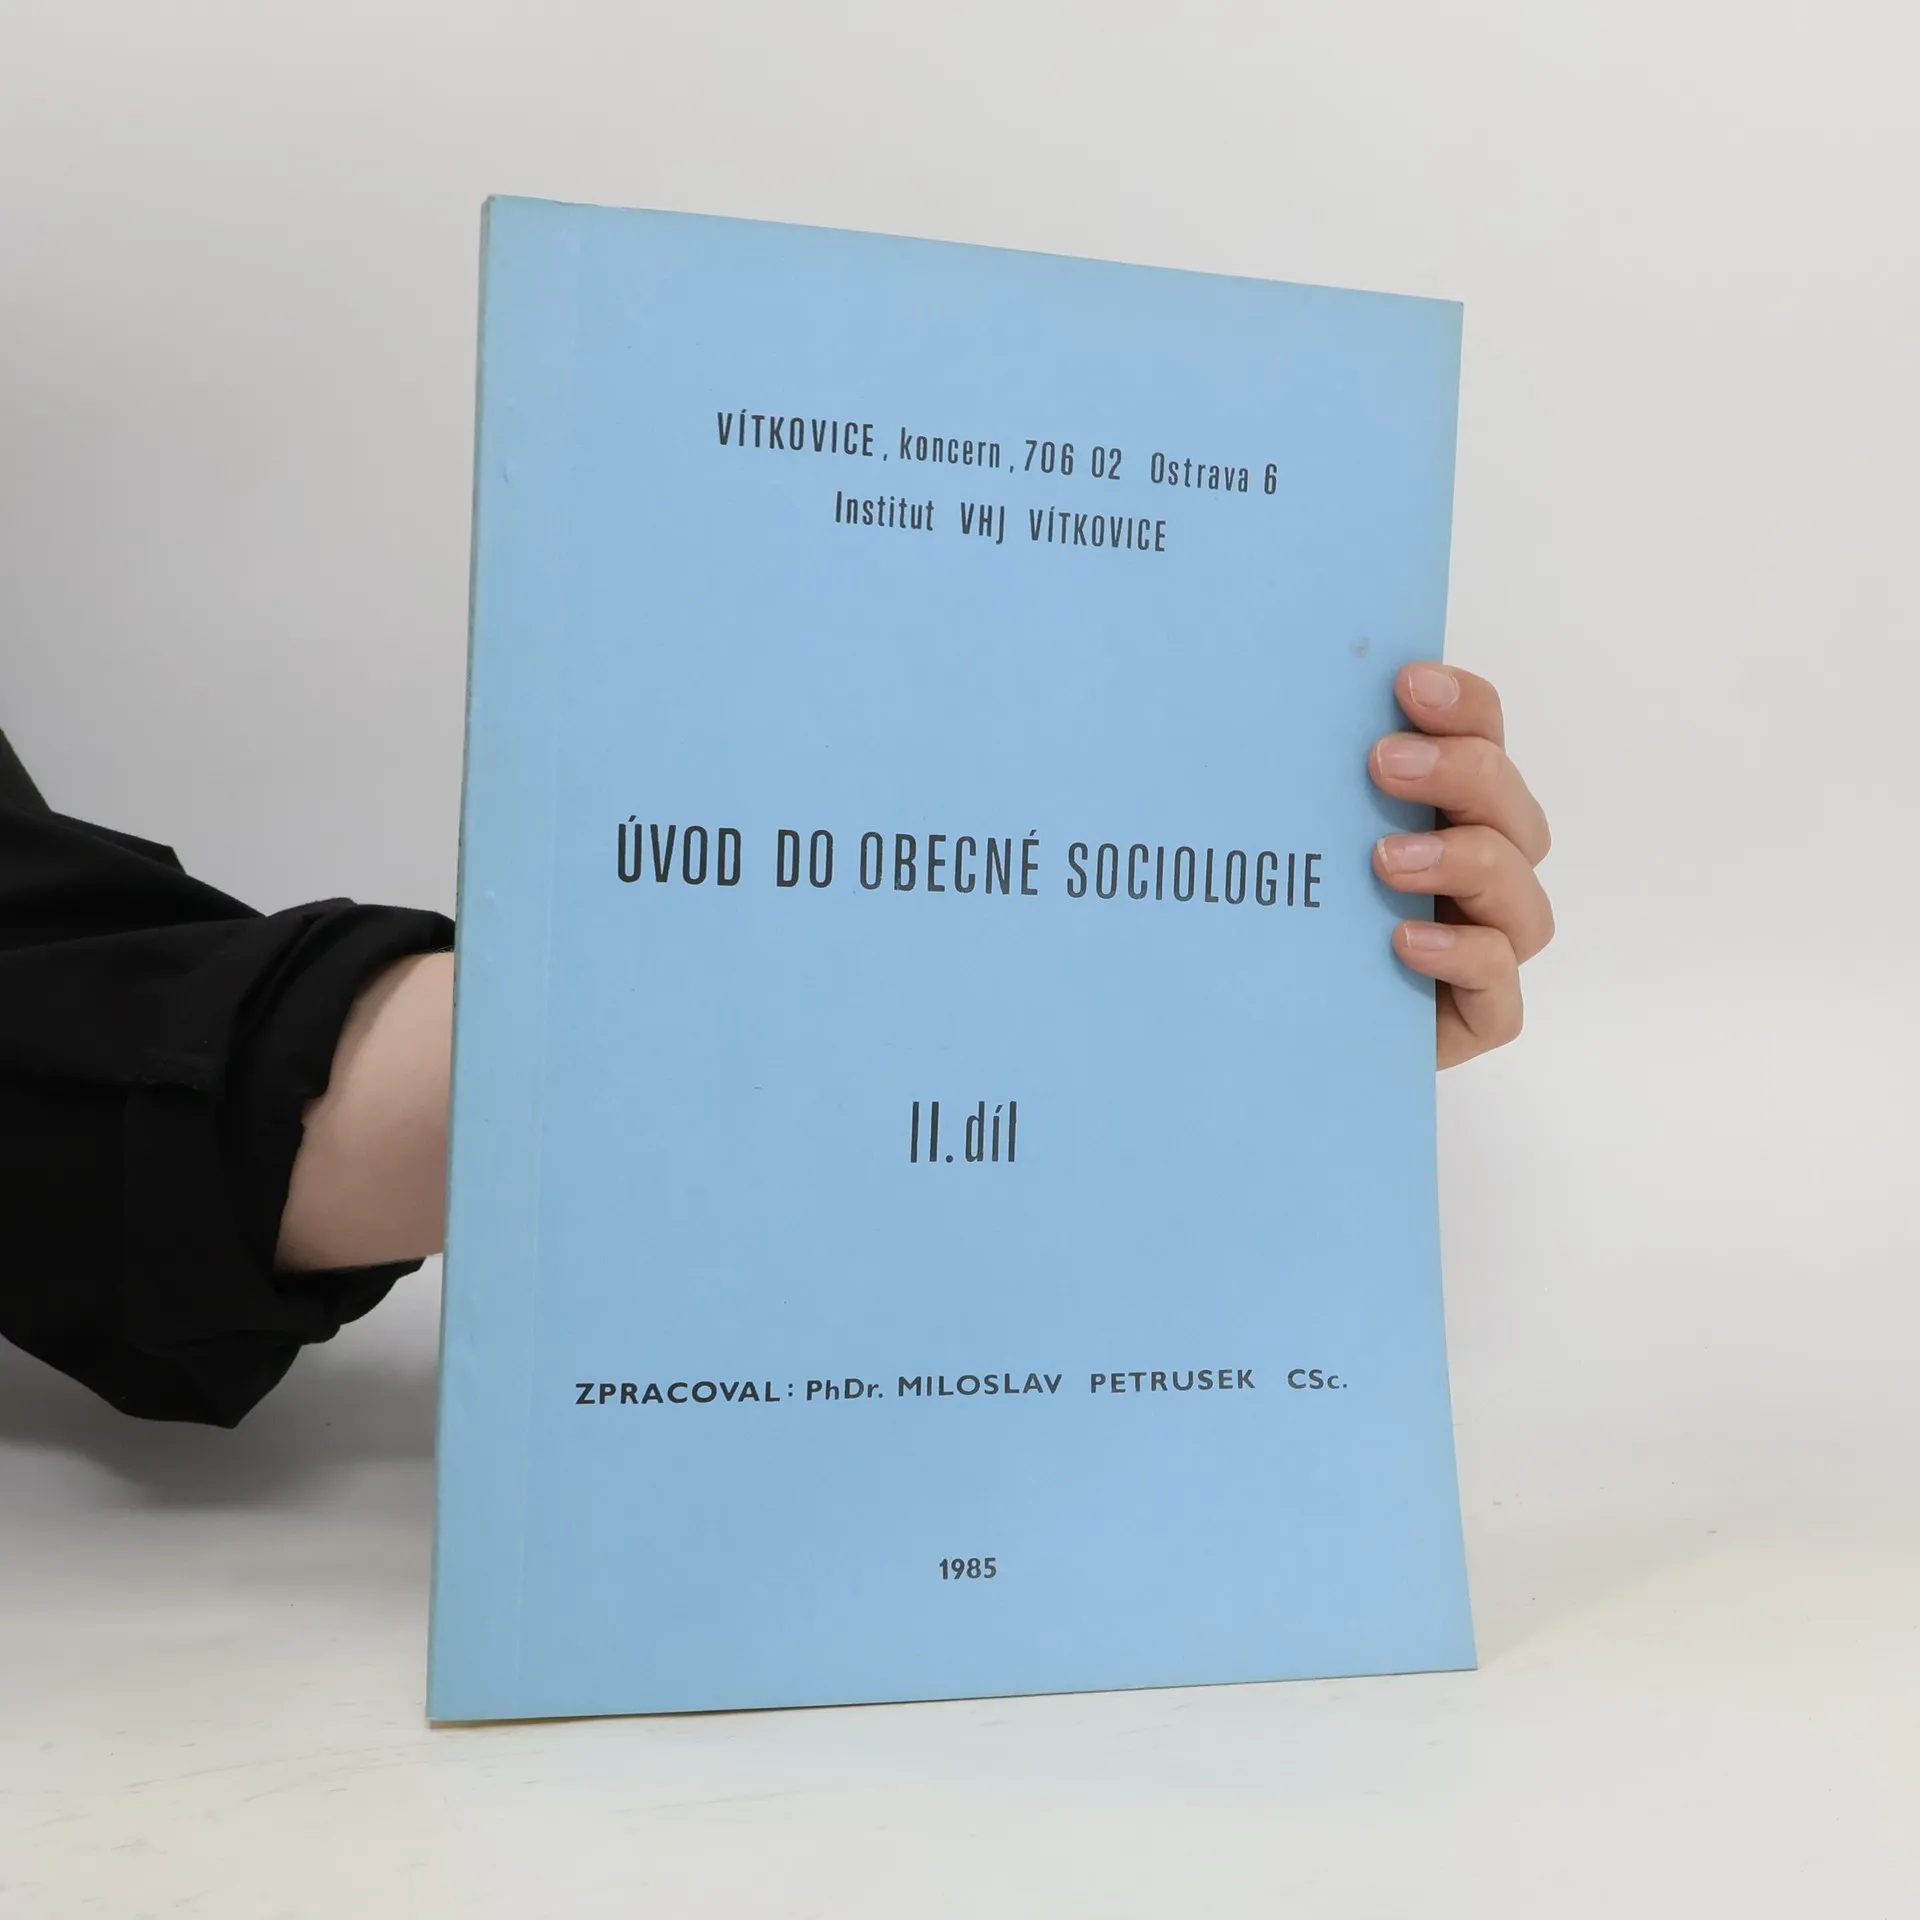 VÍTKOVICE, koncern, 706 02 Ostrava 6
Institut VHJ VÍTKOVICE
ÚVOD DO OBECNÉ SOCIOLOGIE
II. díl
ZPRACOVAL: PhDr. MILOSLAV PETRUSEK CSc.
1985